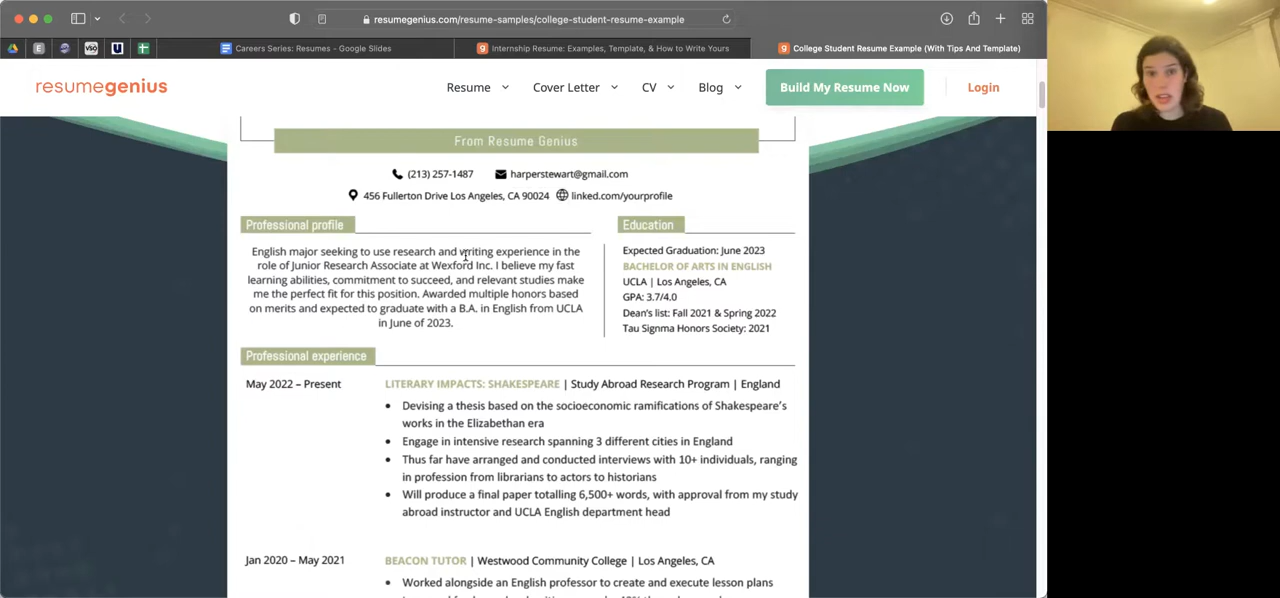 resumegenius.com/resume-samples/college-student-resume-example
E
VSO
U
Careers Series: Resumes - Google Slides
g Internship Resume: Examples, Template, & How to Write Yours
g College Student Resume Example (With Tips And Template)
resumegenius
Resume Cover Letter CV Blog Build My Resume Now Login
From Resume Genius
(213) 257-1487 harperstewart@gmail.com
456 Fullerton Drive Los Angeles, CA 90024 linked.com/yourprofile
Professional profile
English major seeking to use research and writing experience in the
role of Junior Research Associate at Wexford Inc. I believe my fast
learning abilities, commitment to succeed, and relevant studies make
me the perfect fit for this position. Awarded multiple honors based
on merits and expected to graduate with a B.A. in English from UCLA
in June of 2023.
Education
Expected Graduation: June 2023
BACHELOR OF ARTS IN ENGLISH
UCLA | Los Angeles, CA
GPA: 3.7/4.0
Dean's list: Fall 2021 & Spring 2022
Tau Signma Honors Society: 2021
Professional experience
May 2022 – Present LITERARY IMPACTS: SHAKESPEARE | Study Abroad Research Program | England
• Devising a thesis based on the socioeconomic ramifications of Shakespeare's
works in the Elizabethan era
• Engage in intensive research spanning 3 different cities in England
• Thus far have arranged and conducted interviews with 10+ individuals, ranging
in profession from librarians to actors to historians
• Will produce a final paper totalling 6,500+ words, with approval from my study
abroad instructor and UCLA English department head
Jan 2020 – May 2021 BEACON TUTOR | Westwood Community College | Los Angeles, CA
• Worked alongside an English professor to create and execute lesson plans